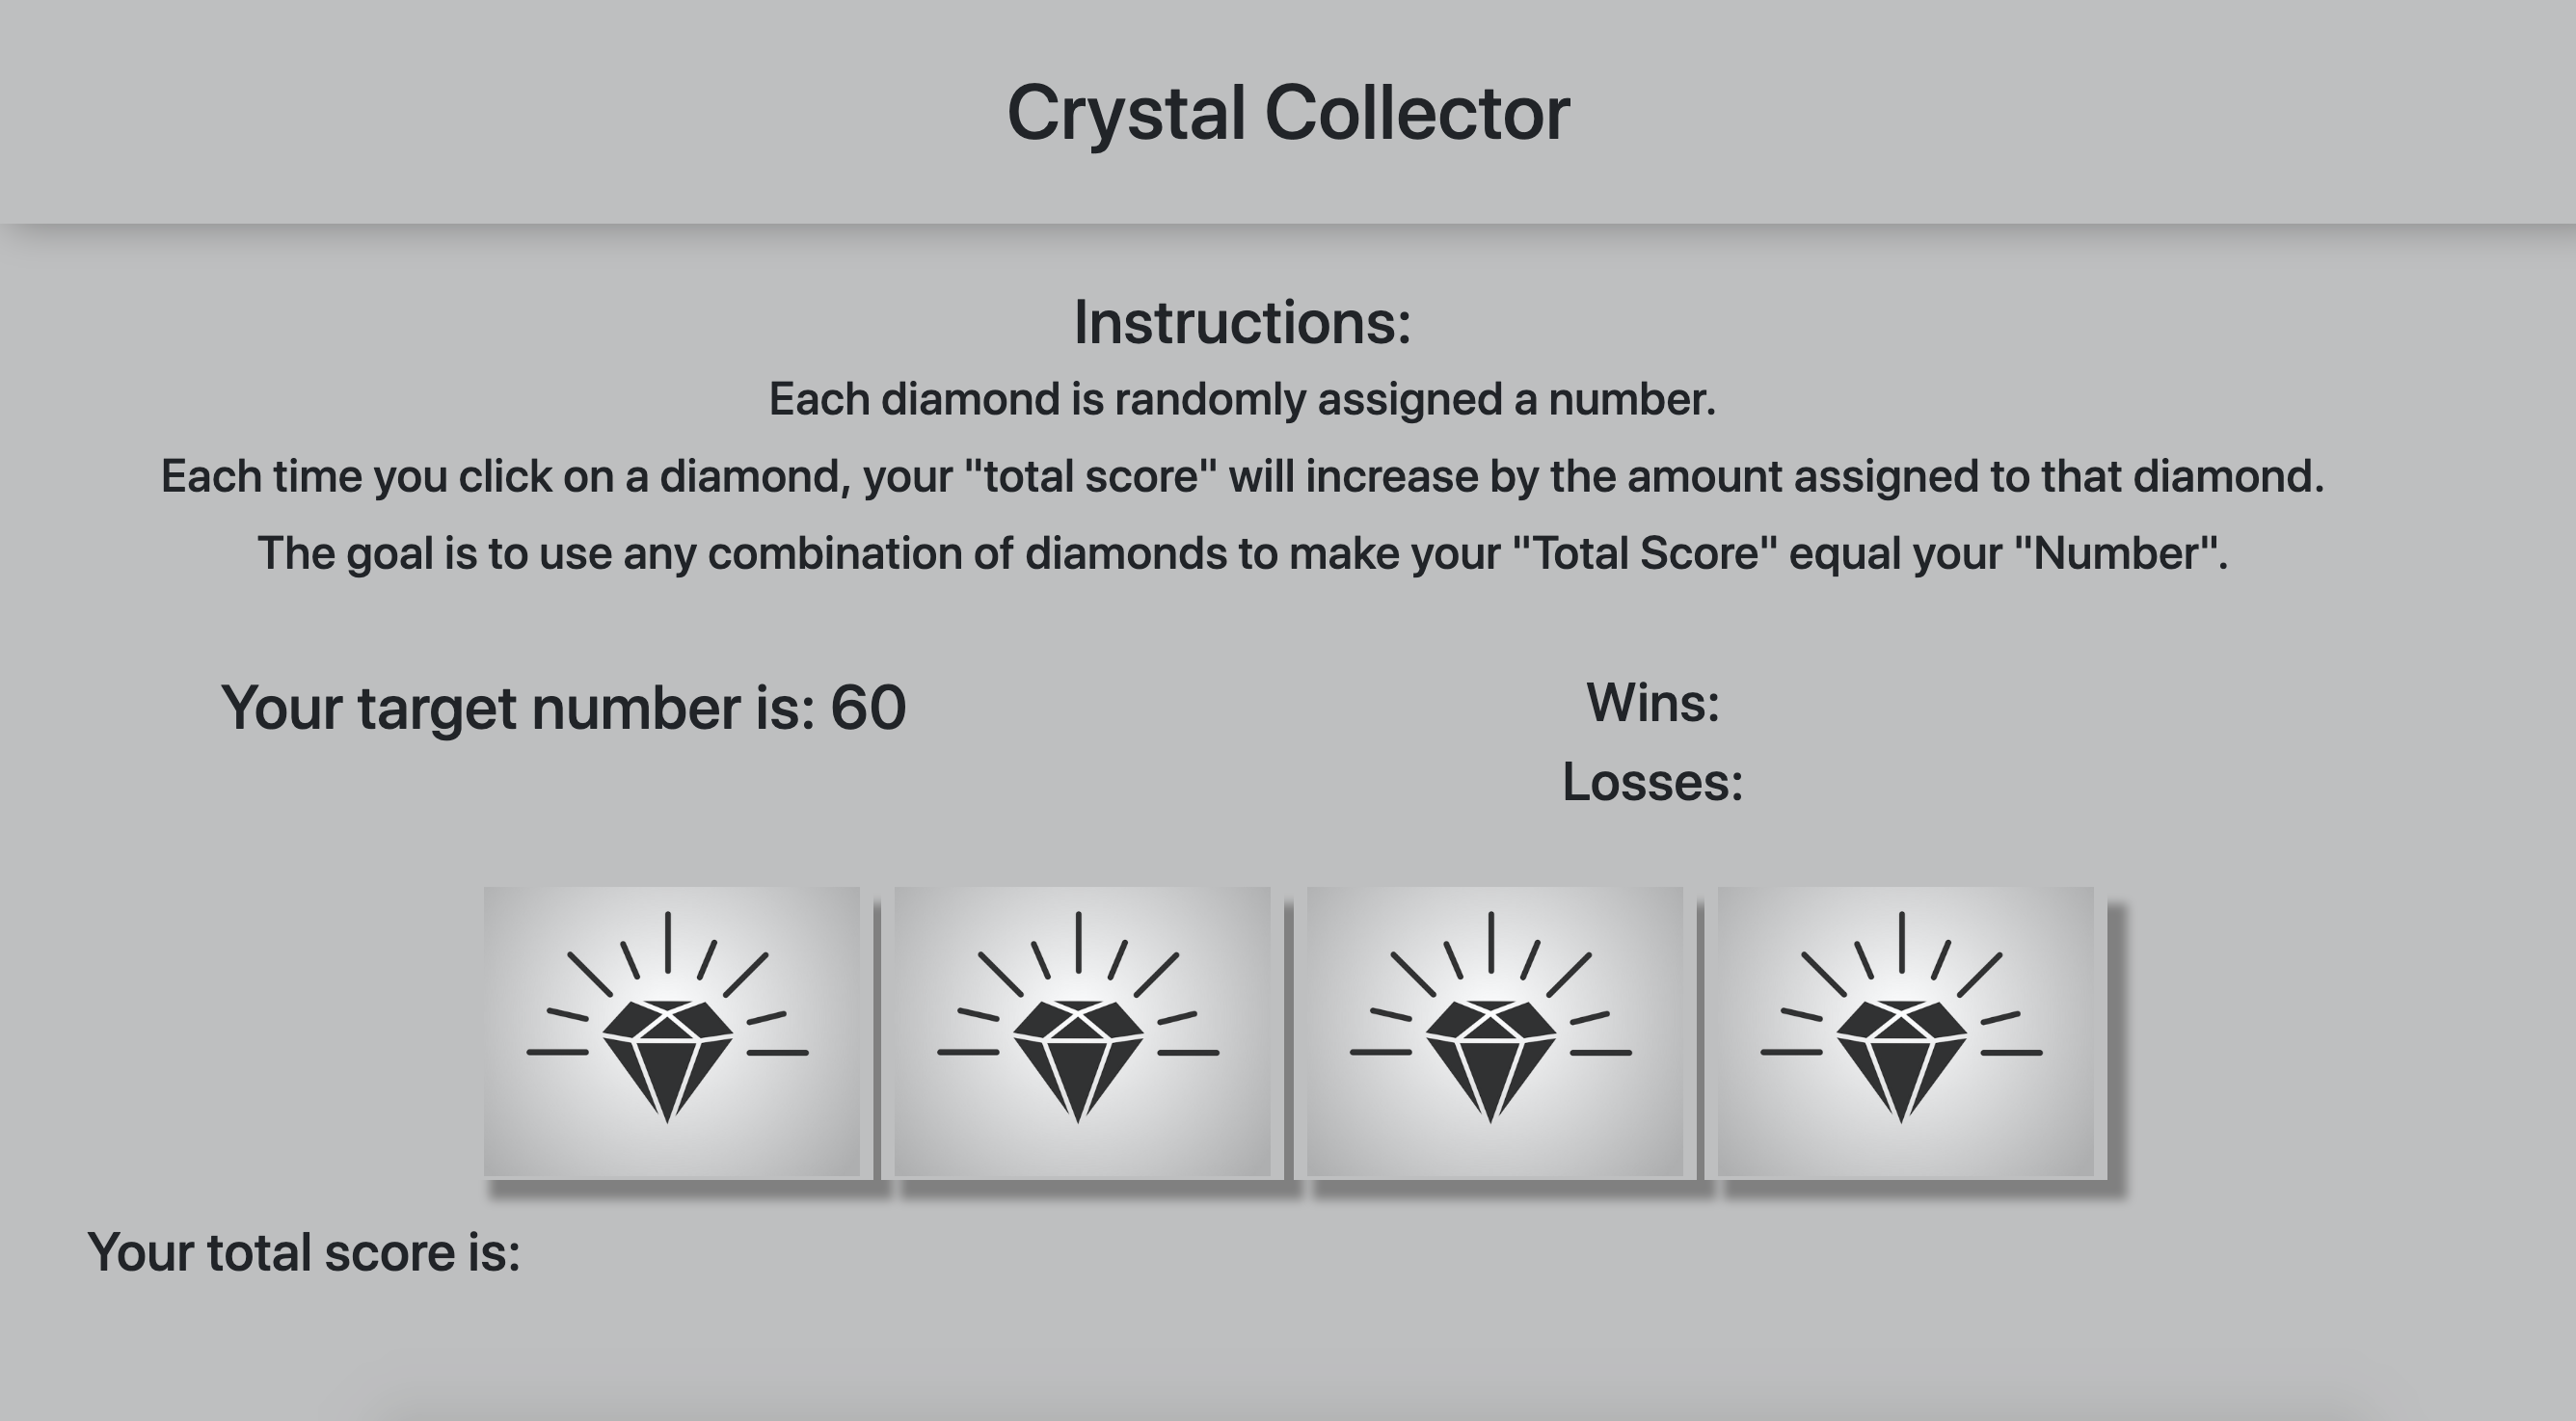 Crystal Collector
Instructions:
Each diamond is randomly assigned a number.
Each time you click on a diamond, your "total score" will increase by the amount assigned to that diamond.
The goal is to use any combination of diamonds to make your "Total Score" equal your "Number".
Your target number is: 60
Wins:
Losses:
Your total score is: